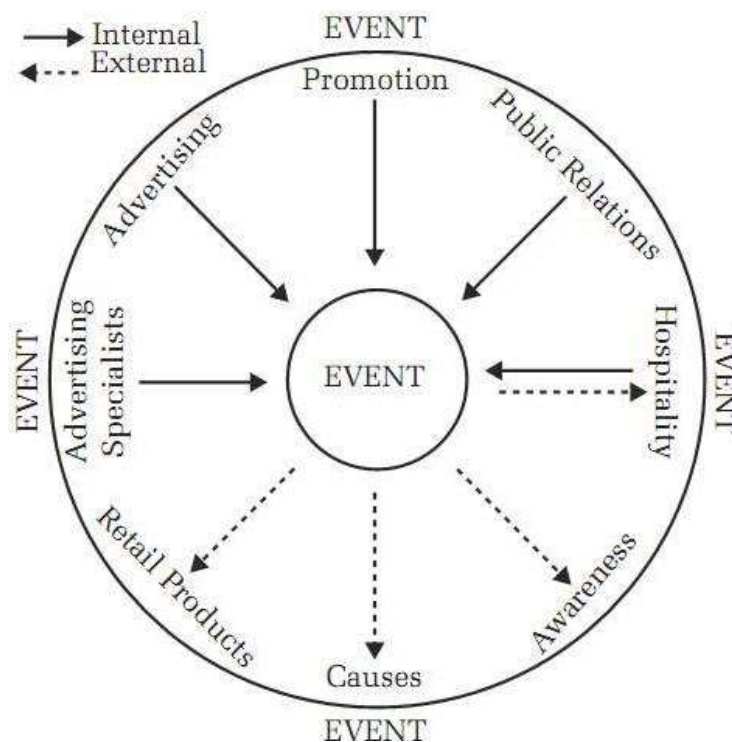 EVENT
Internal
External
Promotion
Public Relations
Advertising
Hospitality
EVENT
EVENT
Advertising
Specialists
EVENT
Retail Products
Awareness
Causes
EVENT